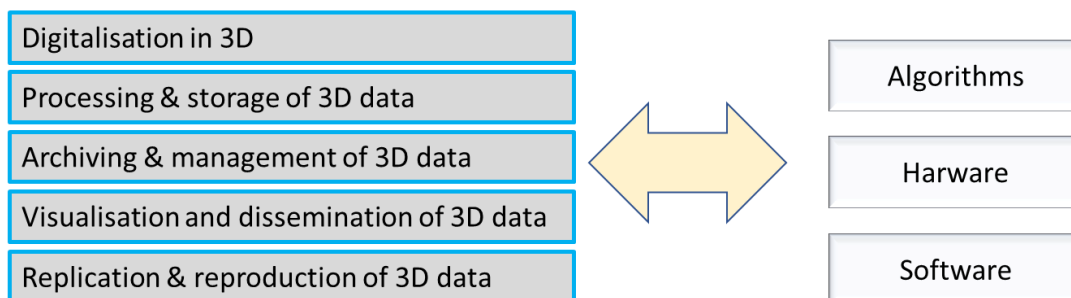 Digitalisation in 3D
Processing & storage of 3D data
Archiving & management of 3D data
Visualisation and dissemination of 3D data
Replication & reproduction of 3D data
Algorithms
Harware
Software